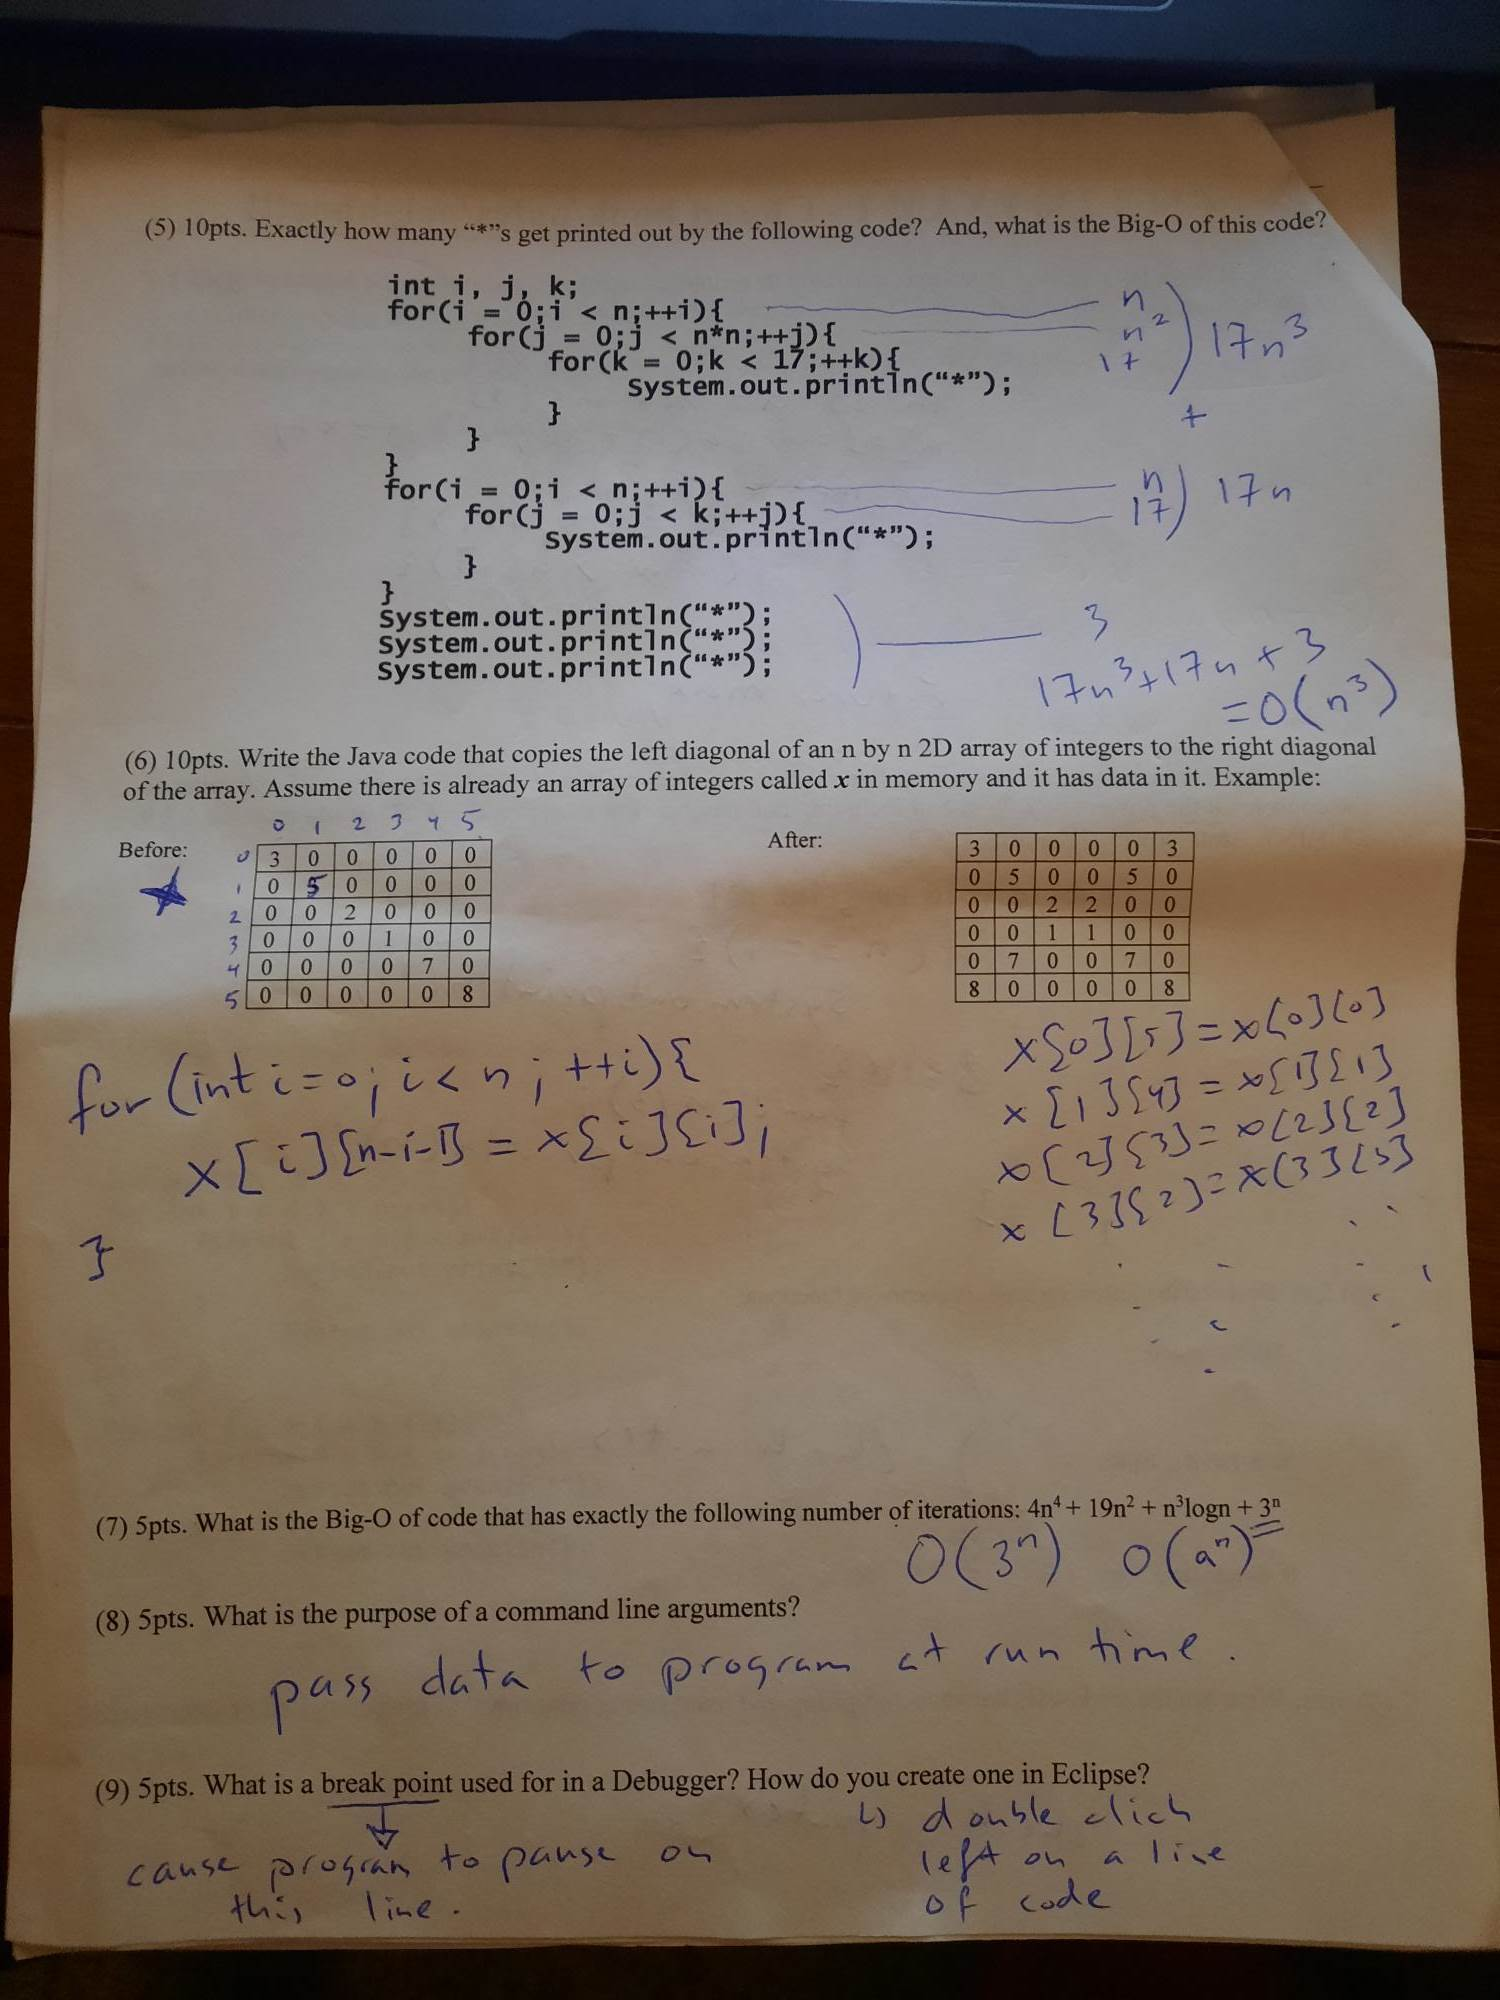 (5) 10pts. Exactly how many “*”s get printed out by the following code? And, what is the Big-O of this code?
int i, j, k;
for(i = 0;i < n;++i){ n
for(j = 0;j < n*n;++j){ n²
for(k = 0;k < 17;++k){ 17 ) 17n³
System.out.println(“*”);
} +
}
}
for(i = 0;i < n;++i){ n
for(j = 0;j < k;++j){ 17 ) 17n
System.out.println(“*”);
}
}
System.out.println(“*”);
System.out.println(“*”); ) 3
System.out.println(“*”);
17n³+17n+3
=O(n³)
(6) 10pts. Write the Java code that copies the left diagonal of an n by n 2D array of integers to the right diagonal
of the array. Assume there is already an array of integers called x in memory and it has data in it. Example:
Before:
0 1 2 3 4 5
0 3 0 0 0 0 0
1 0 5 0 0 0 0
2 0 0 2 0 0 0
3 0 0 0 1 0 0
4 0 0 0 0 7 0
5 0 0 0 0 0 8
After:
3 0 0 0 0 3
0 5 0 0 5 0
0 0 2 2 0 0
0 0 1 1 0 0
0 7 0 0 7 0
8 0 0 0 0 8
for(int i=0; i<n; ++i){
x[i][n-i-1] = x[i][i];
}
x[0][5]=x[0][0]
x[1][4]=x[1][1]
x[2][3]=x[2][2]
x[3][2]=x[3][3]
(7) 5pts. What is the Big-O of code that has exactly the following number of iterations: 4n⁴ + 19n² + n³logn + 3ⁿ
O(3ⁿ) O(aⁿ)
(8) 5pts. What is the purpose of a command line arguments?
pass data to program at run time.
(9) 5pts. What is a break point used for in a Debugger? How do you create one in Eclipse?
cause program to pause on
this line.
↳ double click
left on a line
of code